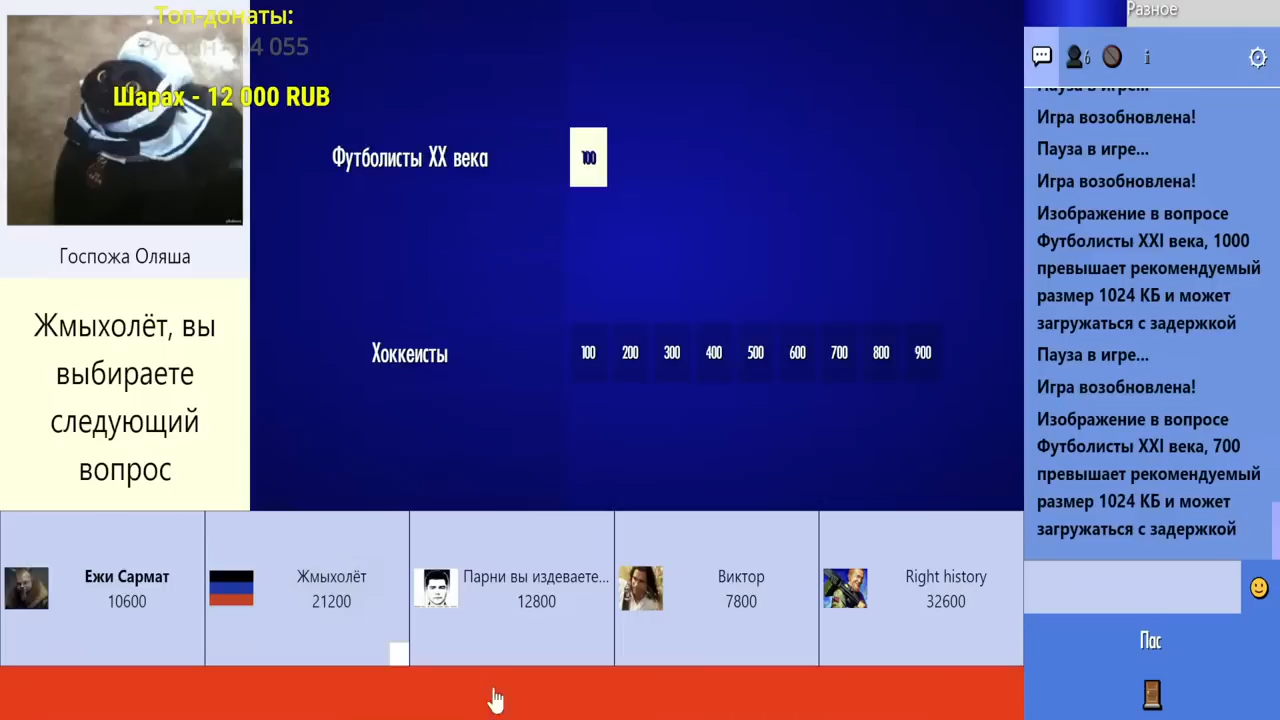 Топ-донаты:
Шарах - 12 000 RUB
Госпожа Оляша
Жмыхолёт, вы
выбираете
следующий
вопрос
Футболисты XX века
100
Хоккеисты
100 200 300 400 500 600 700 800 900
Разное
6
i
Пауза в игре...
Игра возобновлена!
Пауза в игре...
Игра возобновлена!
Изображение в вопросе
Футболисты XXI века, 1000
превышает рекомендуемый
размер 1024 КБ и может
загружаться с задержкой
Пауза в игре...
Игра возобновлена!
Изображение в вопросе
Футболисты XXI века, 700
превышает рекомендуемый
размер 1024 КБ и может
загружаться с задержкой
Ежи Сармат
10600
Жмыхолёт
21200
Парни вы издеваете...
12800
Виктор
7800
Right history
32600
Пас